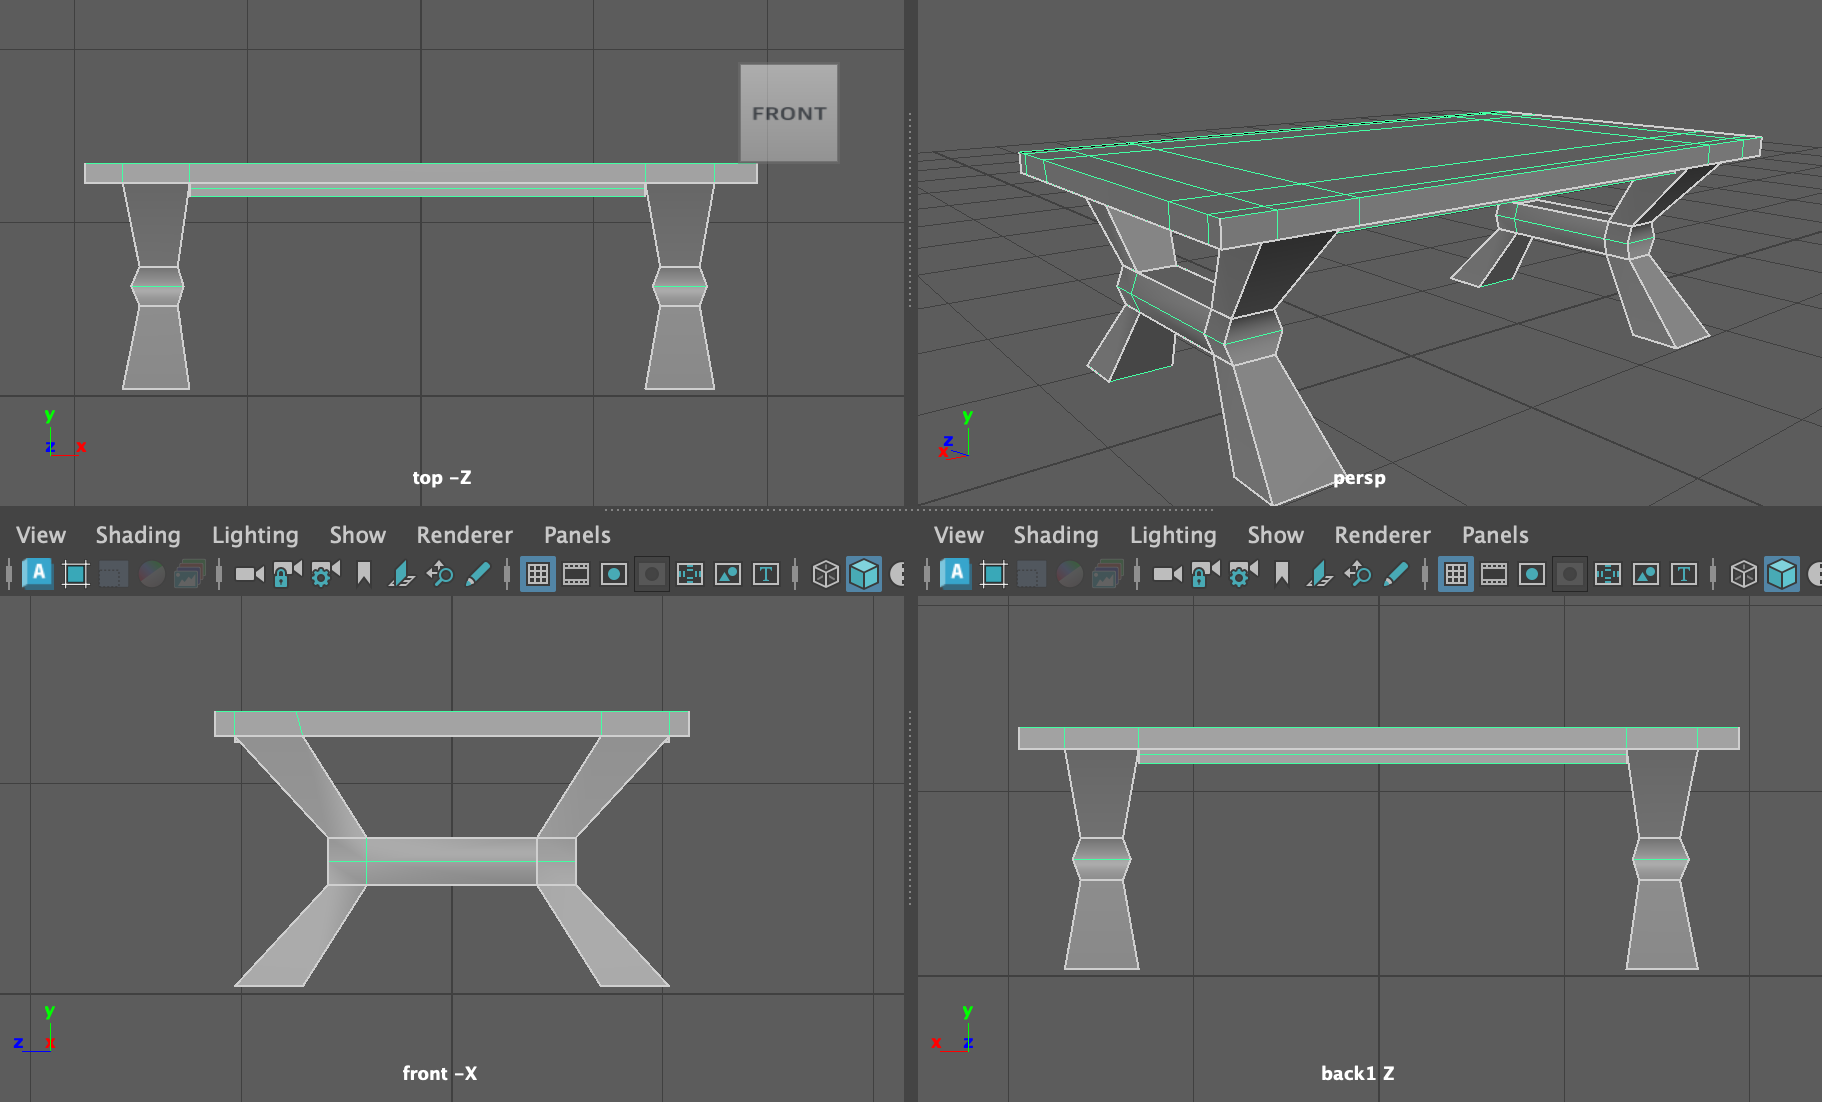 FRONT
y
z x
top -Z
y
z
x
persp
View Shading Lighting Show Renderer Panels
View Shading Lighting Show Renderer Panels
A
T
A
T
y
z x
front -X
y
x z
back1 Z